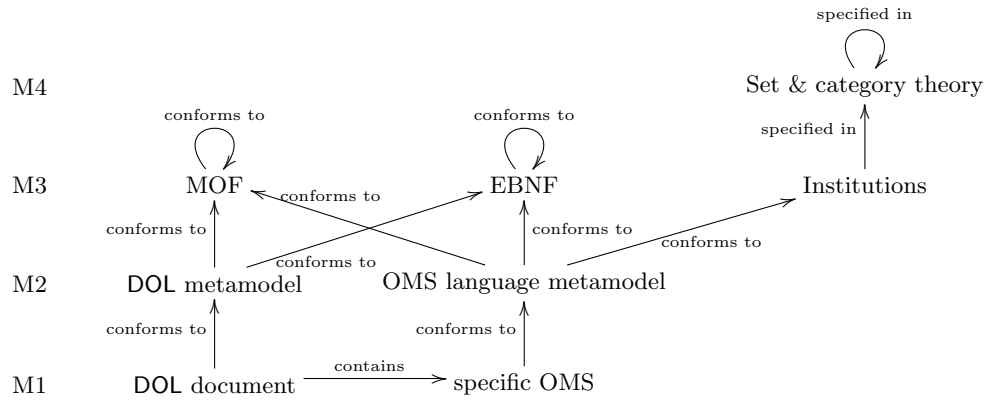 specified in
M4
Set & category theory
conforms to
conforms to
specified in
M3
MOF
EBNF
Institutions
conforms to
conforms to
conforms to
conforms to
conforms to
conforms to
M2
DOL metamodel
OMS language metamodel
conforms to
conforms to
contains
M1
DOL document
specific OMS